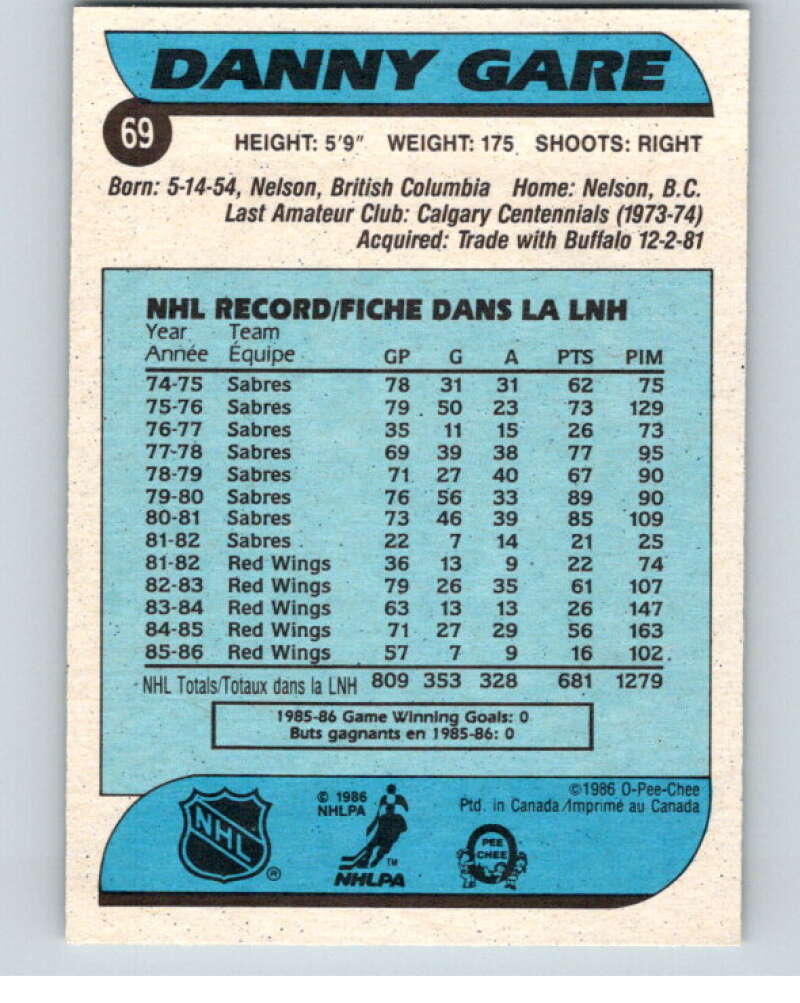 DANNY GARE
69
HEIGHT: 5'9" WEIGHT: 175 SHOOTS: RIGHT
Born: 5-14-54, Nelson, British Columbia Home: Nelson, B.C.
Last Amateur Club: Calgary Centennials (1973-74)
Acquired: Trade with Buffalo 12-2-81
NHL RECORD/FICHE DANS LA LNH
Year Team
Année Équipe GP G A PTS PIM
74-75 Sabres 78 31 31 62 75
75-76 Sabres 79 50 23 73 129
76-77 Sabres 35 11 15 26 73
77-78 Sabres 69 39 38 77 95
78-79 Sabres 71 27 40 67 90
79-80 Sabres 76 56 33 89 90
80-81 Sabres 73 46 39 85 109
81-82 Sabres 22 7 14 21 25
81-82 Red Wings 36 13 9 22 74
82-83 Red Wings 79 26 35 61 107
83-84 Red Wings 63 13 13 26 147
84-85 Red Wings 71 27 29 56 163
85-86 Red Wings 57 7 9 16 102
NHL Totals/Totaux dans la LNH 809 353 328 681 1279
1985-86 Game Winning Goals: 0
Buts gagnants en 1985-86: 0
NHL ®
© 1986
NHLPA
TM
NHLPA
©1986 O-Pee-Chee
Ptd. in Canada/Imprimé au Canada
PEE
CHEE